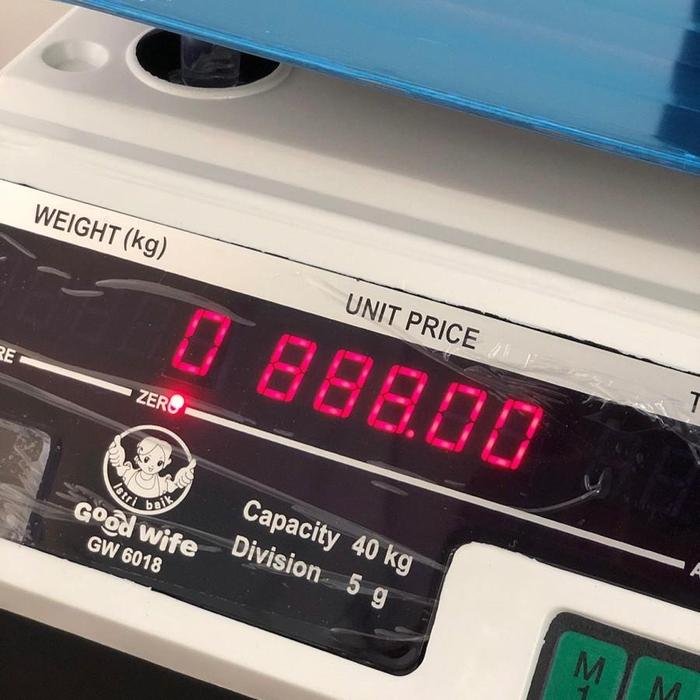 WEIGHT (kg)
UNIT PRICE
0 888.00
ZERO
istri baik
Good wife
GW 6018
Capacity 40 kg
Division 5 g
M
M